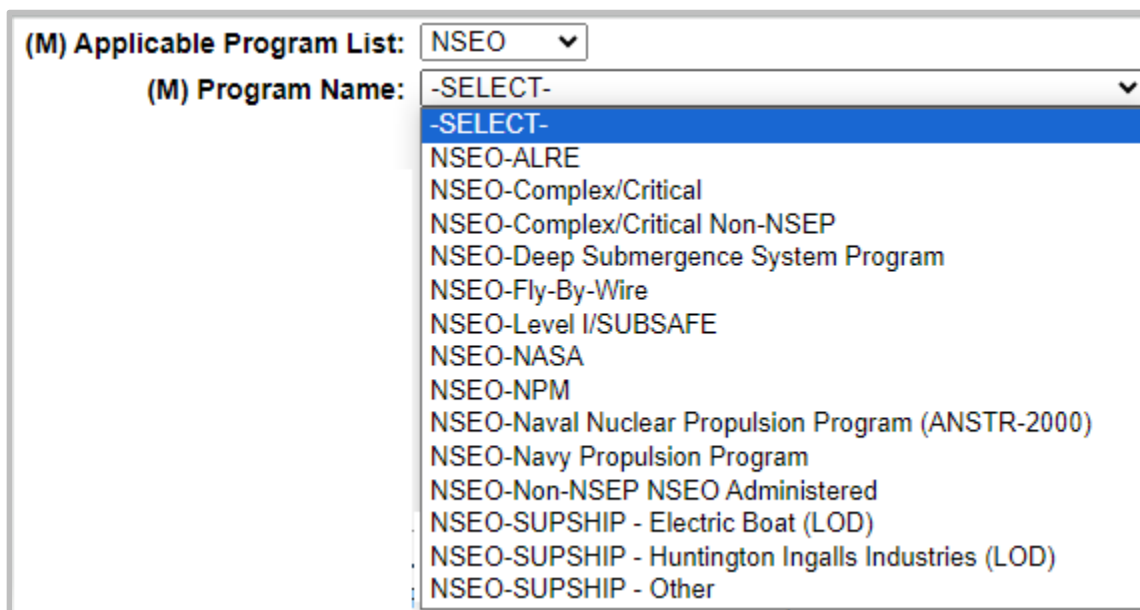 (M) Applicable Program List: NSEO
(M) Program Name: -SELECT-
-SELECT-
NSEO-ALRE
NSEO-Complex/Critical
NSEO-Complex/Critical Non-NSEP
NSEO-Deep Submergence System Program
NSEO-Fly-By-Wire
NSEO-Level I/SUBSAFE
NSEO-NASA
NSEO-NPM
NSEO-Naval Nuclear Propulsion Program (ANSTR-2000)
NSEO-Navy Propulsion Program
NSEO-Non-NSEP NSEO Administered
NSEO-SUPSHIP - Electric Boat (LOD)
NSEO-SUPSHIP - Huntington Ingalls Industries (LOD)
NSEO-SUPSHIP - Other